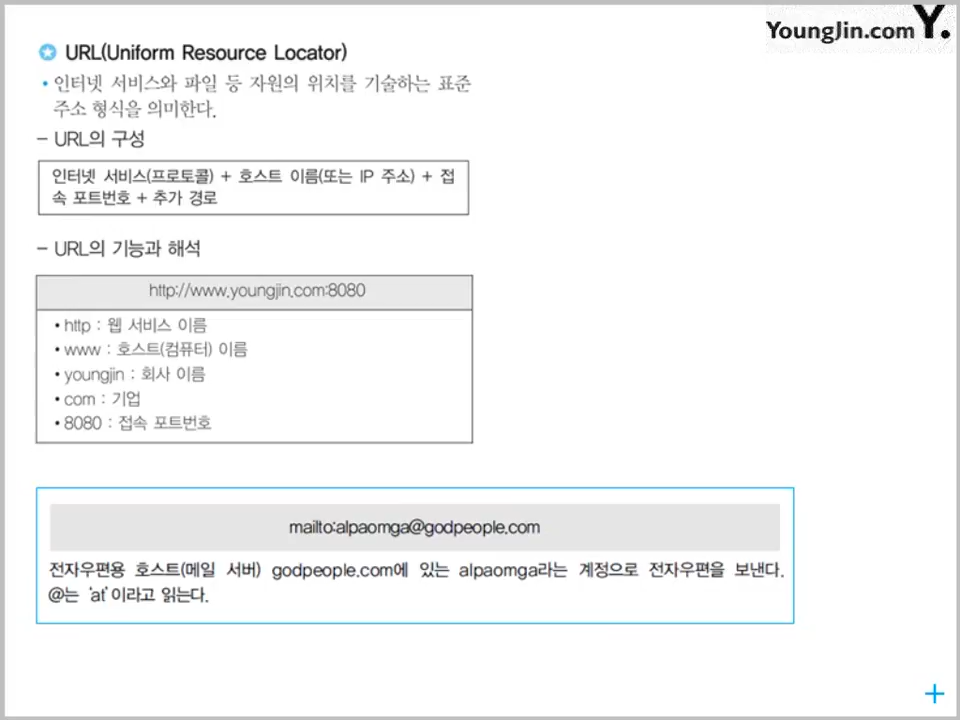 YoungJin.com Y.
URL(Uniform Resource Locator)
• 인터넷 서비스와 파일 등 자원의 위치를 기술하는 표준
주소 형식을 의미한다.
– URL의 구성
인터넷 서비스(프로토콜) + 호스트 이름(또는 IP 주소) + 접
속 포트번호 + 추가 경로
– URL의 기능과 해석
http://www.youngjin.com:8080
• http : 웹 서비스 이름
• www : 호스트(컴퓨터) 이름
• youngjin : 회사 이름
• com : 기업
• 8080 : 접속 포트번호
mailto:alpaomga@godpeople.com
전자우편용 호스트(메일 서버) godpeople.com에 있는 alpaomga라는 계정으로 전자우편을 보낸다.
@는 'at'이라고 읽는다.